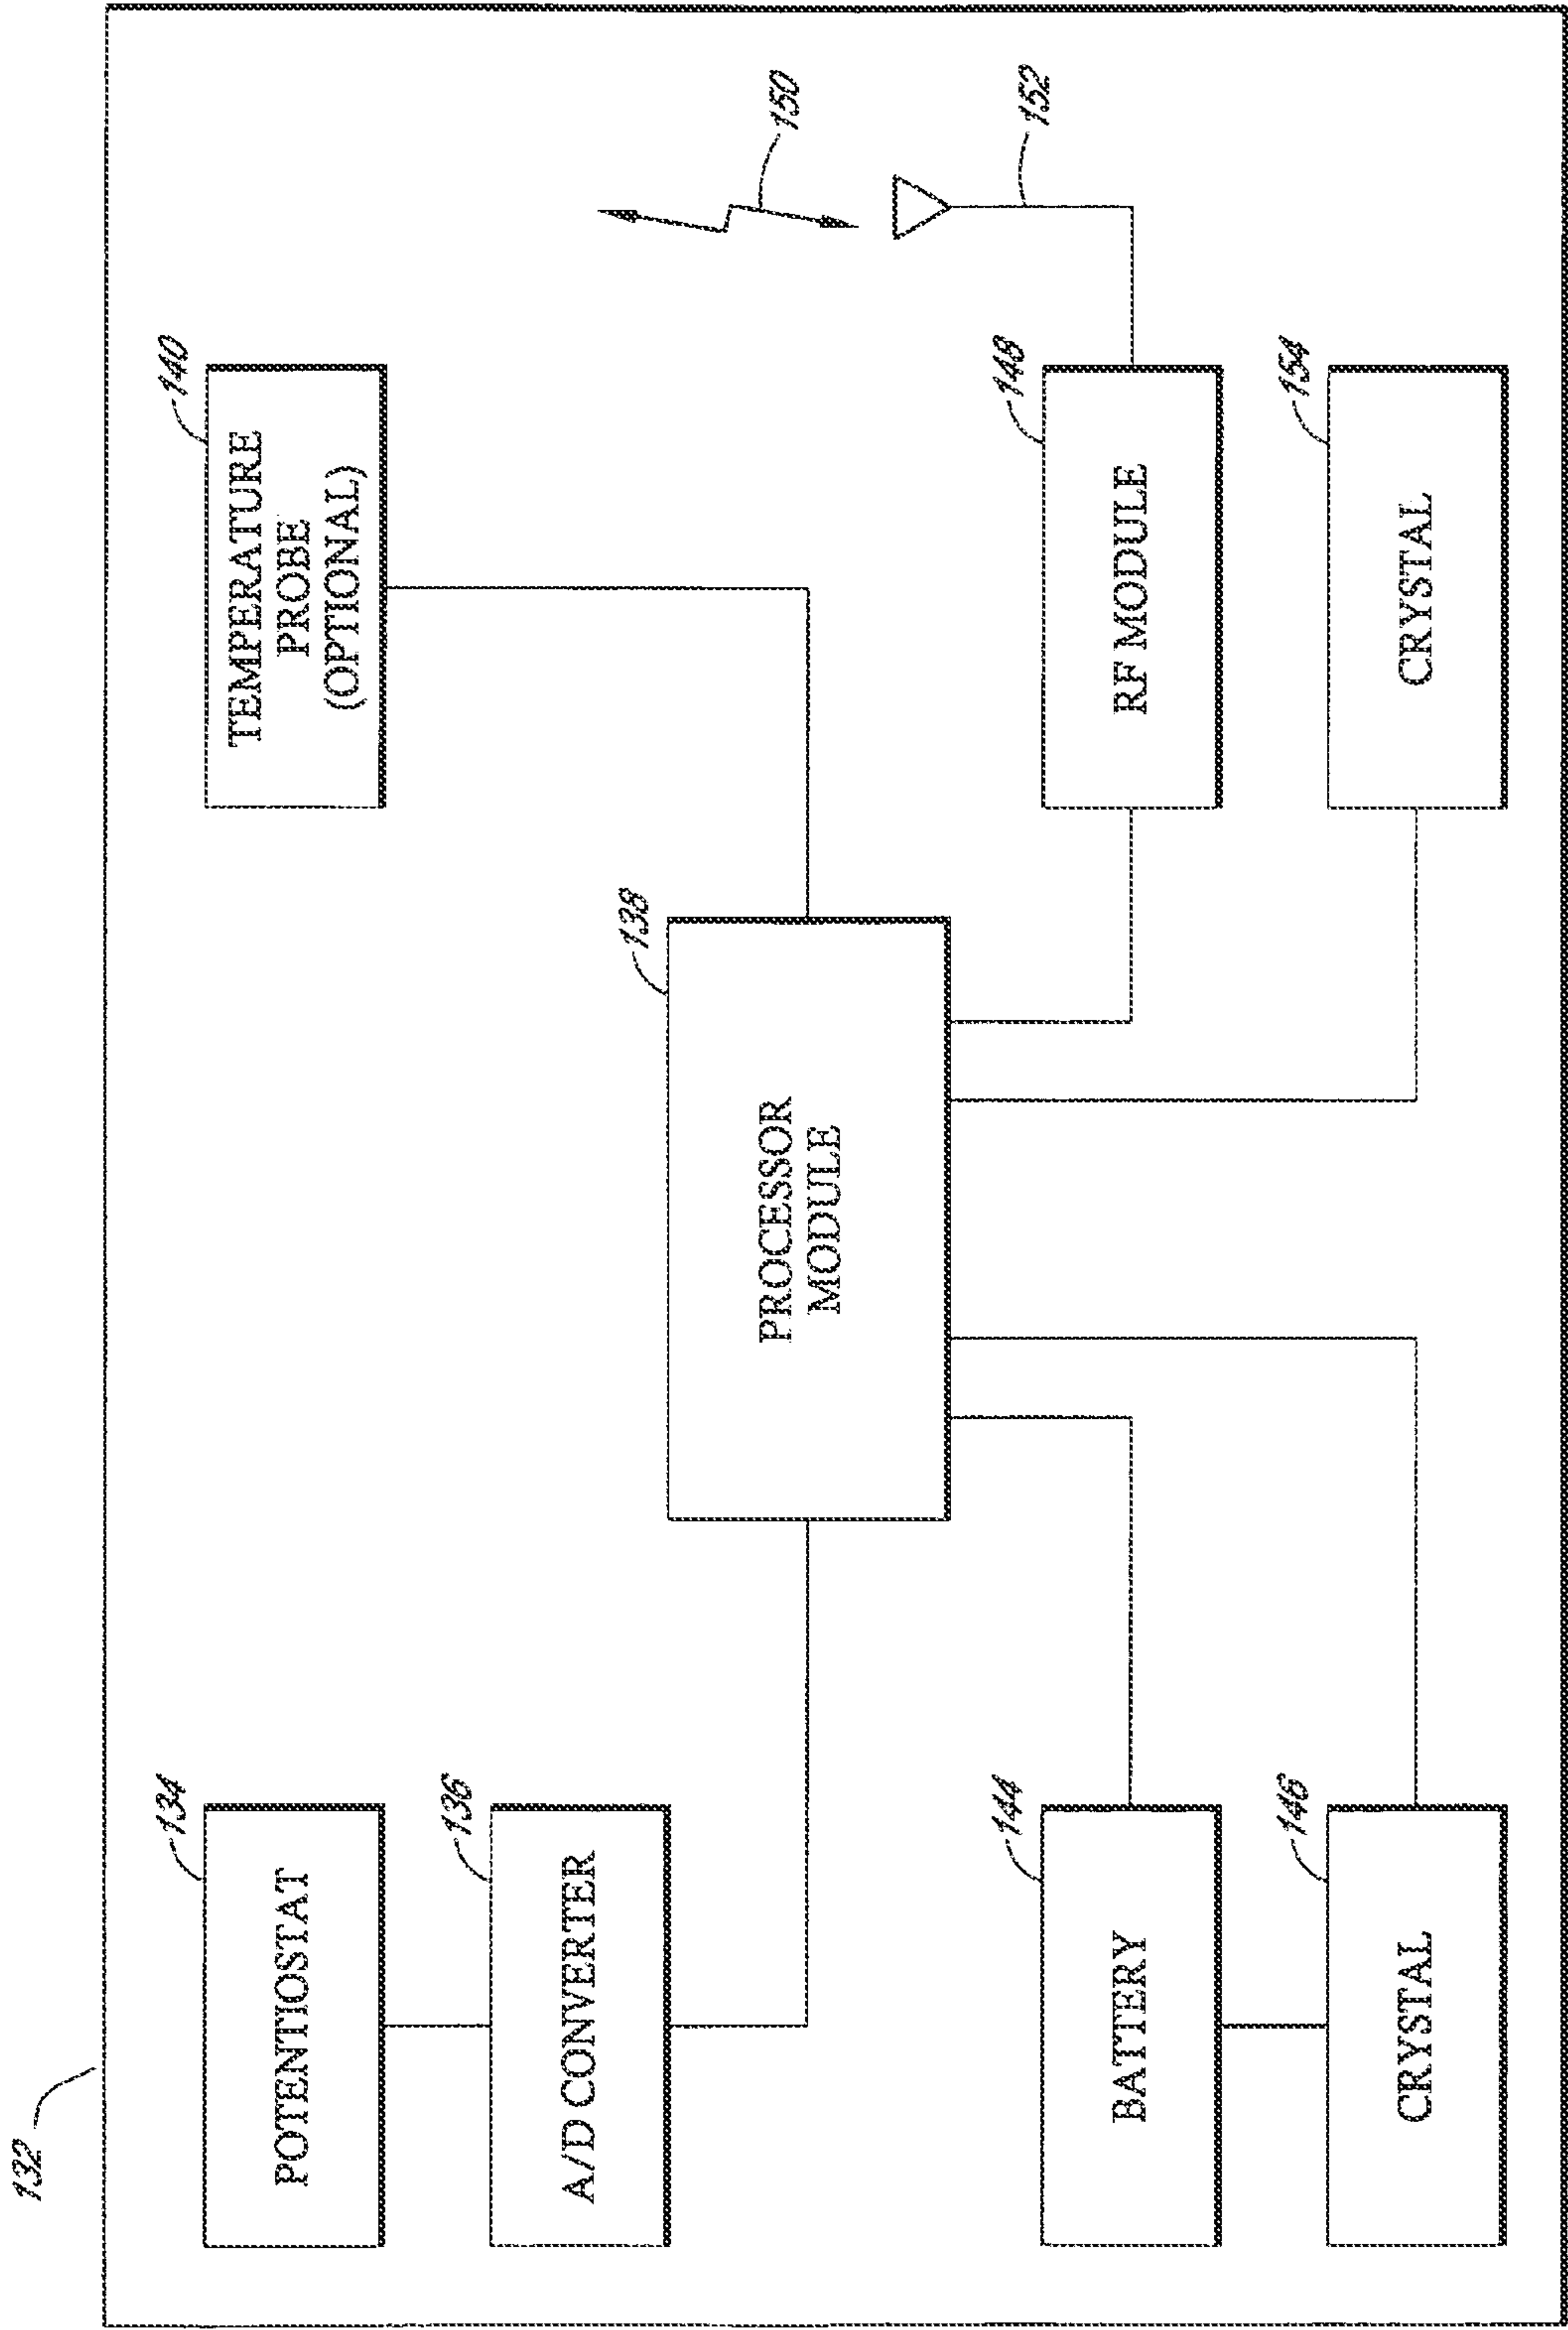 132
134
POTENTIOSTAT
136
A/D CONVERTER
138
PROCESSOR
MODULE
140
TEMPERATURE
PROBE
(OPTIONAL)
150
152
144
BATTERY
146
CRYSTAL
148
RF MODULE
154
CRYSTAL